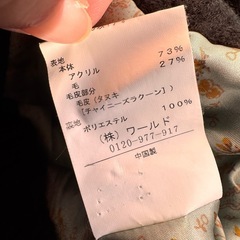 表地
本体
アクリル 73%
毛 27%
毛皮部分
毛皮(タヌキ
【チャイニーズラクーン】)
裏地
ポリエステル 100%
(株) ワールド
0120-977-917
中国製